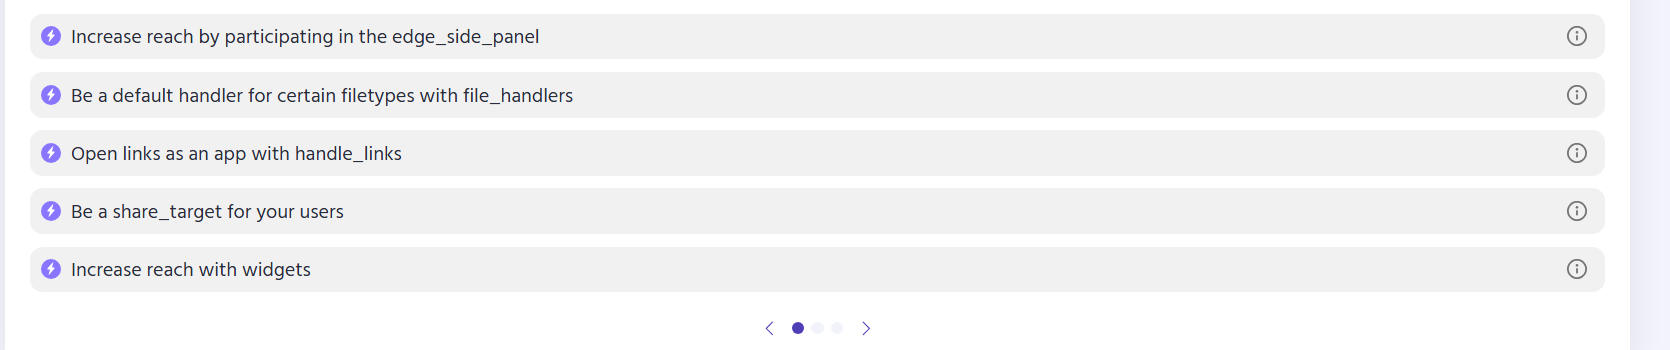 Increase reach by participating in the edge_side_panel
Be a default handler for certain filetypes with file_handlers
Open links as an app with handle_links
Be a share_target for your users
Increase reach with widgets